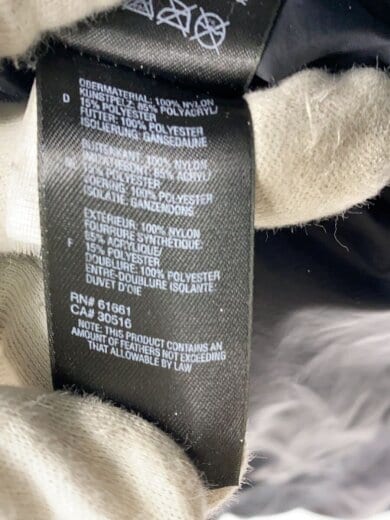 D OBERMATERIAL: 100% NYLON
KUNSTPELZ: 85% POLYACRYL/
15% POLYESTER
FUTTER: 100% POLYESTER
ISOLIERUNG: GANSEDAUNE
BUITENKANT: 100% NYLON
85% ACRYL/
15% POLYESTER
100% POLYESTER
ISOLATIE: GANZENDONS
F EXTÉRIEUR: 100% NYLON
FOURRURE SYNTHÉTIQUE:
85% ACRYLIQUE/
15% POLYESTER
DOUBLURE: 100% POLYESTER
ENTRE-DOUBLURE ISOLANTE:
DUVET D'OIE
RN# 61661
CA# 30516
NOTE: THIS PRODUCT CONTAINS AN
AMOUNT OF FEATHERS NOT EXCEEDING
THAT ALLOWABLE BY LAW